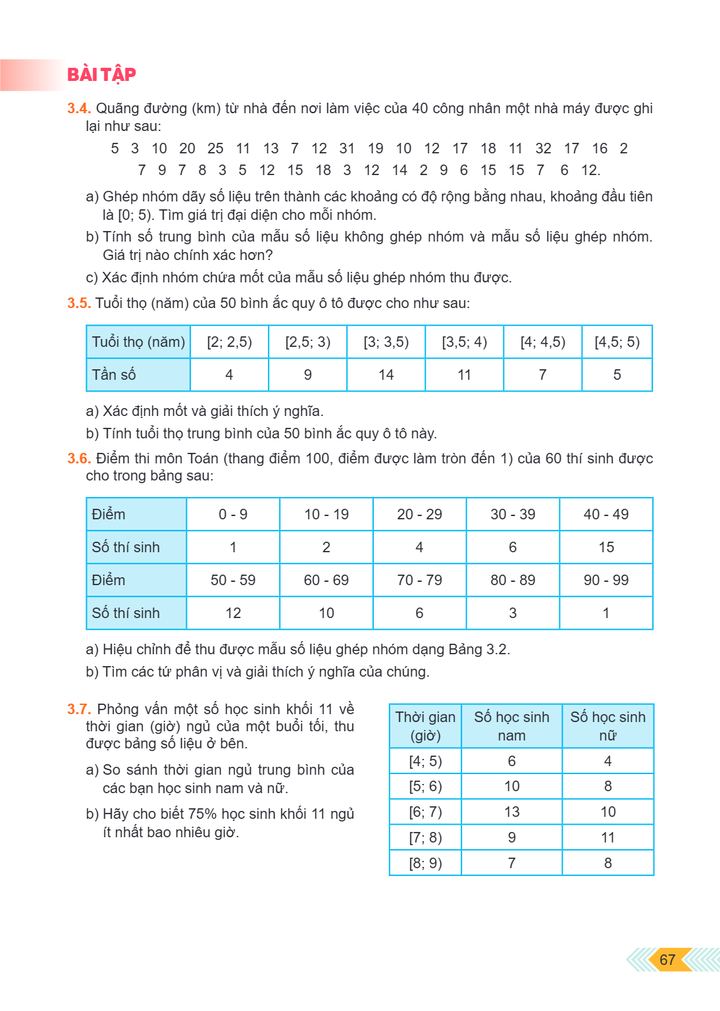 BÀI TẬP
3.4. Quãng đường (km) từ nhà đến nơi làm việc của 40 công nhân một nhà máy được ghi
lại như sau:
5 3 10 20 25 11 13 7 12 31 19 10 12 17 18 11 32 17 16 2
7 9 7 8 3 5 12 15 18 3 12 14 2 9 6 15 15 7 6 12.
a) Ghép nhóm dãy số liệu trên thành các khoảng có độ rộng bằng nhau, khoảng đầu tiên
là [0; 5). Tìm giá trị đại diện cho mỗi nhóm.
b) Tính số trung bình của mẫu số liệu không ghép nhóm và mẫu số liệu ghép nhóm.
Giá trị nào chính xác hơn?
c) Xác định nhóm chứa mốt của mẫu số liệu ghép nhóm thu được.
3.5. Tuổi thọ (năm) của 50 bình ắc quy ô tô được cho như sau:
Tuổi thọ (năm) [2; 2,5) [2,5; 3) [3; 3,5) [3,5; 4) [4; 4,5) [4,5; 5)
Tần số 4 9 14 11 7 5
a) Xác định mốt và giải thích ý nghĩa.
b) Tính tuổi thọ trung bình của 50 bình ắc quy ô tô này.
3.6. Điểm thi môn Toán (thang điểm 100, điểm được làm tròn đến 1) của 60 thí sinh được
cho trong bảng sau:
Điểm 0 - 9 10 - 19 20 - 29 30 - 39 40 - 49
Số thí sinh 1 2 4 6 15
Điểm 50 - 59 60 - 69 70 - 79 80 - 89 90 - 99
Số thí sinh 12 10 6 3 1
a) Hiệu chỉnh để thu được mẫu số liệu ghép nhóm dạng Bảng 3.2.
b) Tìm các tứ phân vị và giải thích ý nghĩa của chúng.
3.7. Phỏng vấn một số học sinh khối 11 về
thời gian (giờ) ngủ của một buổi tối, thu
được bảng số liệu ở bên.
a) So sánh thời gian ngủ trung bình của
các bạn học sinh nam và nữ.
b) Hãy cho biết 75% học sinh khối 11 ngủ
ít nhất bao nhiêu giờ.
Thời gian Số học sinh Số học sinh
(giờ) nam nữ
[4; 5) 6 4
[5; 6) 10 8
[6; 7) 13 10
[7; 8) 9 11
[8; 9) 7 8
67